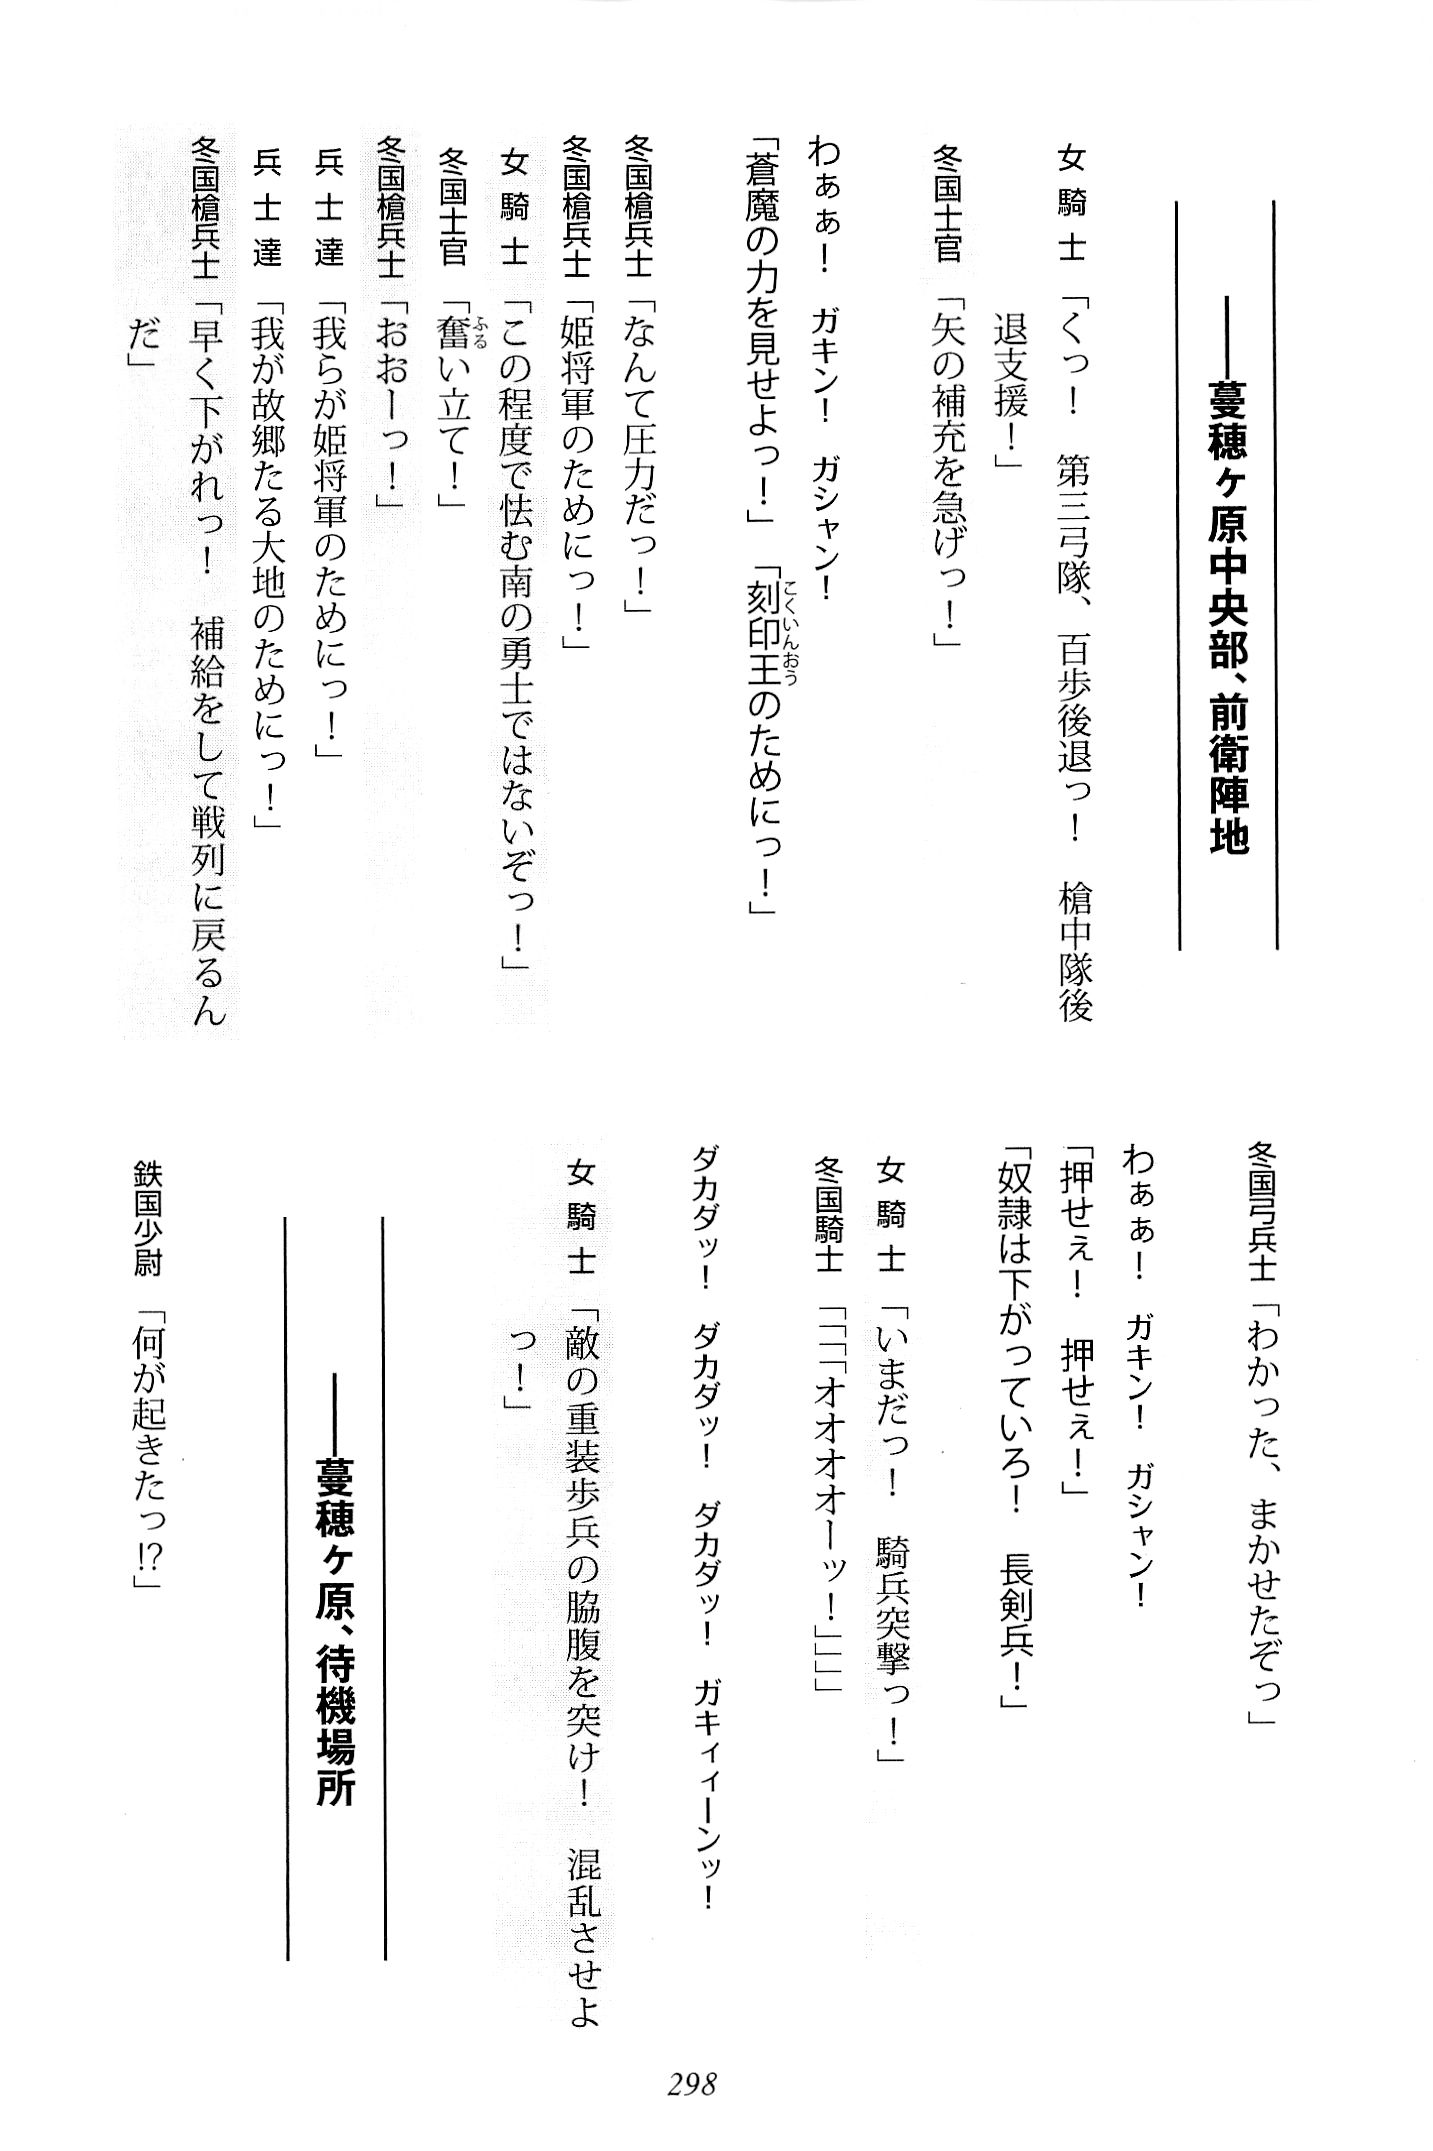 ――蔓穂ヶ原中央部、前衛陣地
女騎士「くっ！　第三弓隊、百歩後退っ！　槍中隊後
退支援！」
冬国士官「矢の補充を急げっ！」
わぁぁ！　ガキン！　ガシャン！
「蒼魔の力を見せよっ！」「刻印王のためにっ！」
こくいんおう
冬国槍兵士「なんて圧力だっ！」
冬国槍兵士「姫将軍のためにっ！」
女騎士「この程度で怯む南の勇士ではないぞっ！」
冬国士官「奮い立て！」
ふる
冬国槍兵士「おおーっ！」
兵士達「我らが姫将軍のためにっ！」
兵士達「我が故郷たる大地のためにっ！」
冬国槍兵士「早く下がれっ！　補給をして戦列に戻るん
だ」
冬国弓兵士「わかった、まかせたぞっ」
わぁぁ！　ガキン！　ガシャン！
「押せぇ！　押せぇ！」
「奴隷は下がっていろ！　長剣兵！」
女騎士「いまだっ！　騎兵突撃っ！」
冬国騎士「「「「オオオオーッ！」」」」
ダカダッ！　ダカダッ！　ダカダッ！　ガキィィーンッ！
女騎士「敵の重装歩兵の脇腹を突け！　混乱させよ
っ！」
――蔓穂ヶ原、待機場所
鉄国少尉「何が起きたっ!?」
298